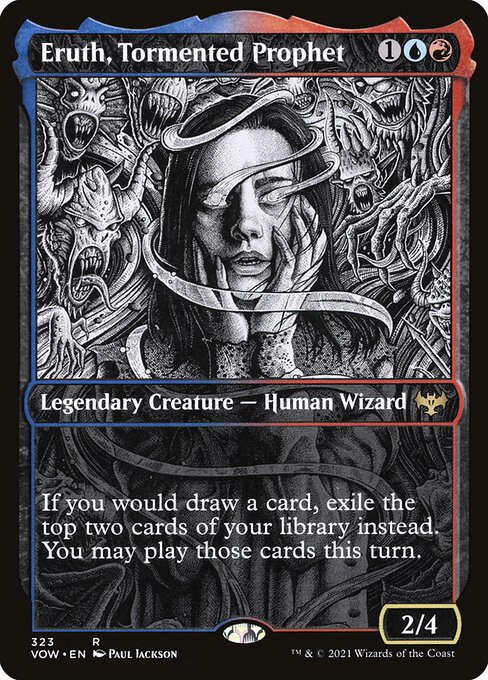 Eruth, Tormented Prophet 1
Legendary Creature — Human Wizard
If you would draw a card, exile the
top two cards of your library instead.
You may play those cards this turn.
2/4
323 R
VOW • EN Paul Jackson
™ & © 2021 Wizards of the Coast